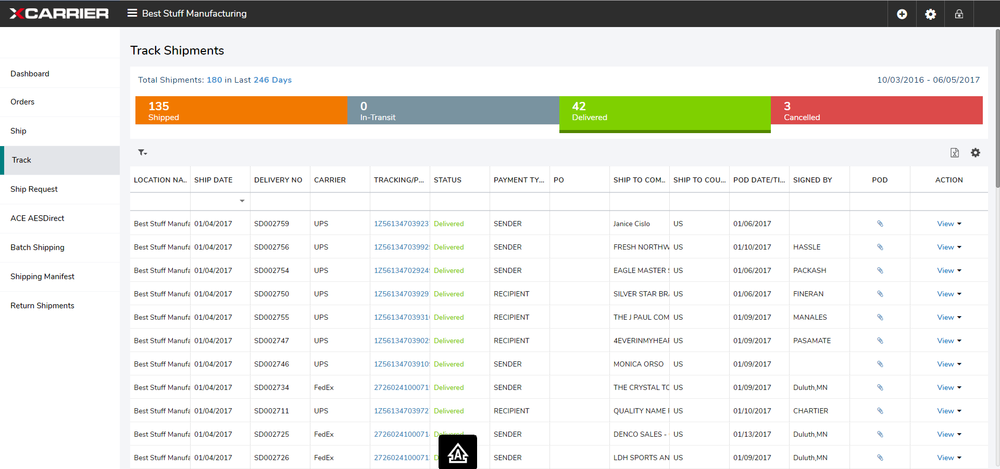 XCARRIER
Best Stuff Manufacturing
Dashboard
Orders
Ship
Track
Ship Request
ACE AESDirect
Batch Shipping
Shipping Manifest
Return Shipments
Track Shipments
Total Shipments: 180 in Last 246 Days
10/03/2016 - 06/05/2017
135
Shipped
0
In-Transit
42
Delivered
3
Cancelled
LOCATION NA... SHIP DATE DELIVERY NO CARRIER TRACKING/P... STATUS PAYMENT TY... PO SHIP TO COM... SHIP TO COU... POD DATE/TI... SIGNED BY POD ACTION
Best Stuff Manufa 01/04/2017 SD002759 UPS 1Z56134703923 Delivered SENDER Janice Cislo US 01/06/2017 View
Best Stuff Manufa 01/04/2017 SD002756 UPS 1Z56134703992 Delivered SENDER FRESH NORTHW US 01/10/2017 HASSLE View
Best Stuff Manufa 01/04/2017 SD002754 UPS 1Z56134702924 Delivered SENDER EAGLE MASTER US 01/06/2017 PACKASH View
Best Stuff Manufa 01/04/2017 SD002750 UPS 1Z56134703929 Delivered RECIPIENT SILVER STAR BR US 01/06/2017 FINERAN View
Best Stuff Manufa 01/04/2017 SD002755 UPS 1Z56134703931 Delivered RECIPIENT THE J PAUL COM US 01/09/2017 MANALES View
Best Stuff Manufa 01/04/2017 SD002747 UPS 1Z56134703902 Delivered RECIPIENT 4EVERINMYHEA US 01/09/2017 PASAMATE View
Best Stuff Manufa 01/04/2017 SD002746 UPS 1Z56134703910 Delivered SENDER MONICA ORSO US 01/09/2017 View
Best Stuff Manufa 01/04/2017 SD002734 FedEx 272602410007 Delivered SENDER THE CRYSTAL TO US 01/09/2017 Duluth,MN View
Best Stuff Manufa 01/04/2017 SD002711 UPS 1Z56134703972 Delivered RECIPIENT QUALITY NAME US 01/10/2017 CHARTIER View
Best Stuff Manufa 01/04/2017 SD002725 FedEx 2726024100071 Delivered SENDER DENCO SALES - US 01/13/2017 Duluth,MN View
Best Stuff Manufa 01/04/2017 SD002726 FedEx 2726024100071 D SENDER LDH SPORTS AN US 01/09/2017 Duluth,MN View